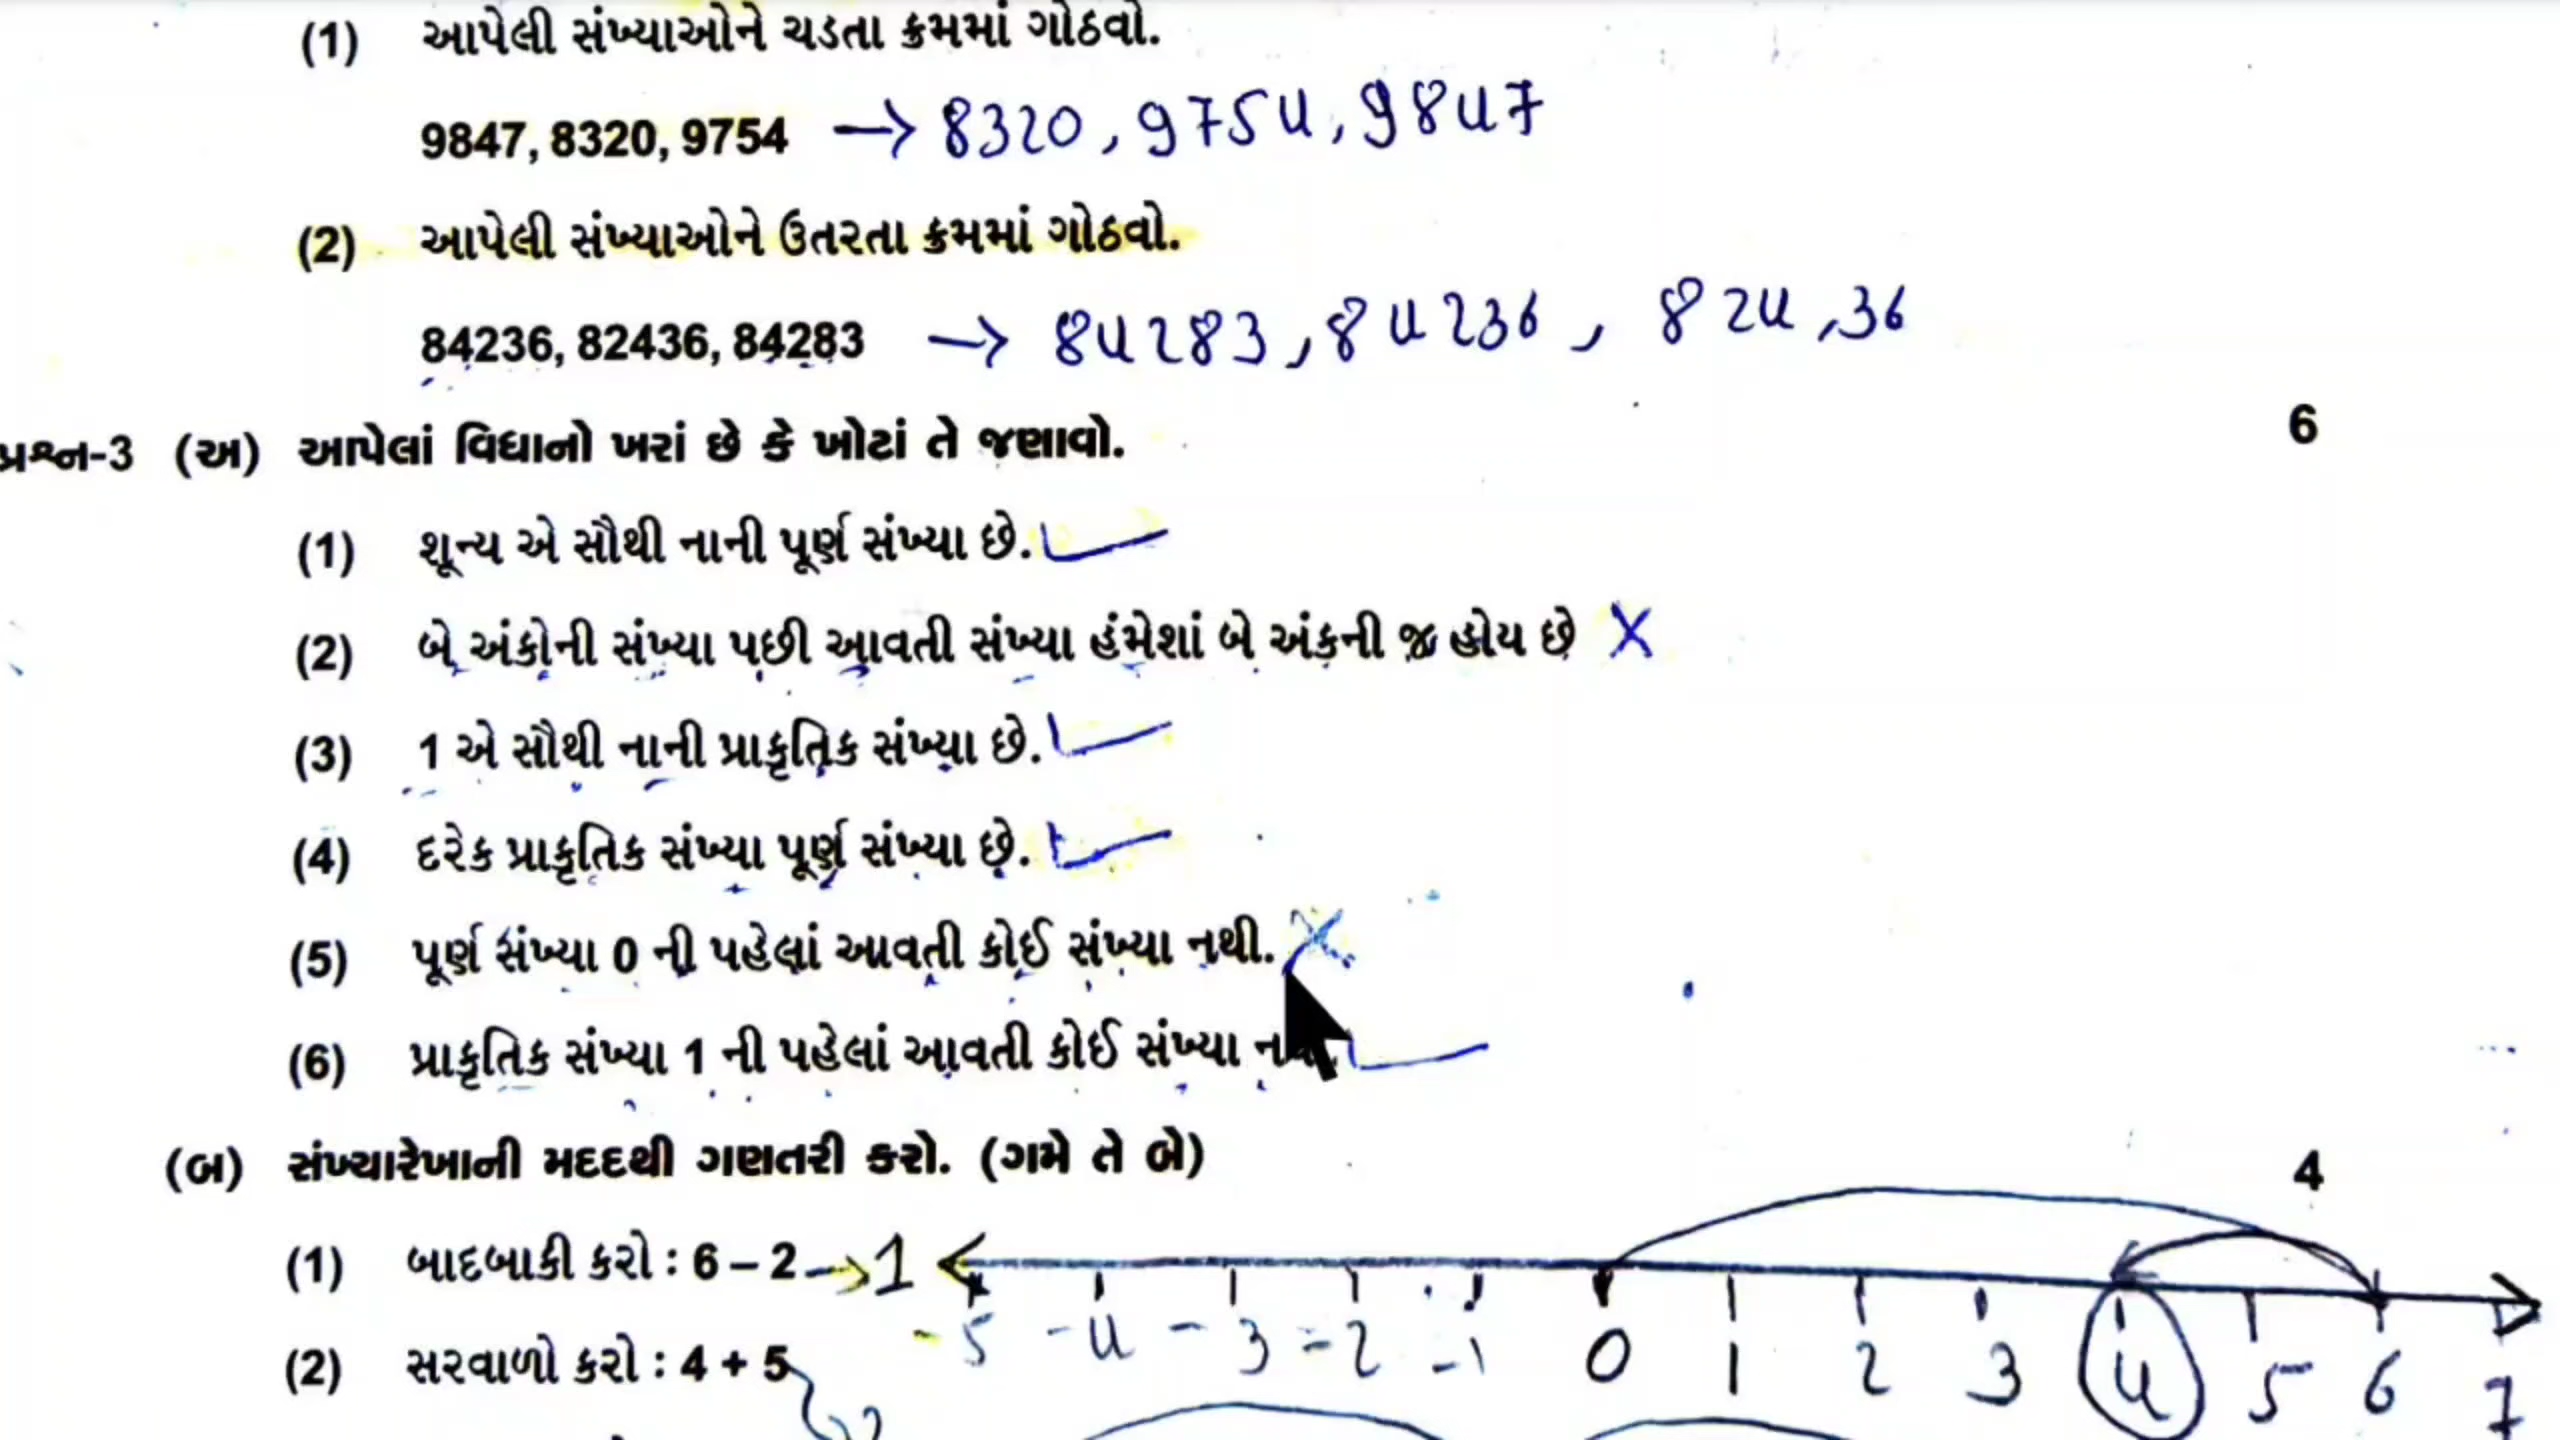 (1) આપેલી સંખ્યાઓને ચડતા ક્રમમાં ગોઠવો.
9847, 8320, 9754 → 8320, 9754, 9847
(2) આપેલી સંખ્યાઓને ઉતરતા ક્રમમાં ગોઠવો.
84236, 82436, 84283 → 84283, 84236, 824,36
પ્રશ્ન-3 (અ) આપેલાં વિધાનો ખરાં છે કે ખોટાં તે જણાવો. 6
(1) શૂન્ય એ સૌથી નાની પૂર્ણ સંખ્યા છે. ✓
(2) બે અંકોની સંખ્યા પછી આવતી સંખ્યા હંમેશાં બે અંકની જ હોય છે ✗
(3) 1 એ સૌથી નાની પ્રાકૃતિક સંખ્યા છે. ✓
(4) દરેક પ્રાકૃતિક સંખ્યા પૂર્ણ સંખ્યા છે. ✓
(5) પૂર્ણ સંખ્યા 0 ની પહેલાં આવતી કોઈ સંખ્યા નથી. ✗
(6) પ્રાકૃતિક સંખ્યા 1 ની પહેલાં આવતી કોઈ સંખ્યા ✓
(બ) સંખ્યારેખાની મદદથી ગણતરી કરો. (ગમે તે બે) 4
(1) બાદબાકી કરો : 6 – 2 → 1
-5 -4 -3 -2 -1 0 1 2 3 4 5 6 7
(2) સરવાળો કરો : 4 + 5